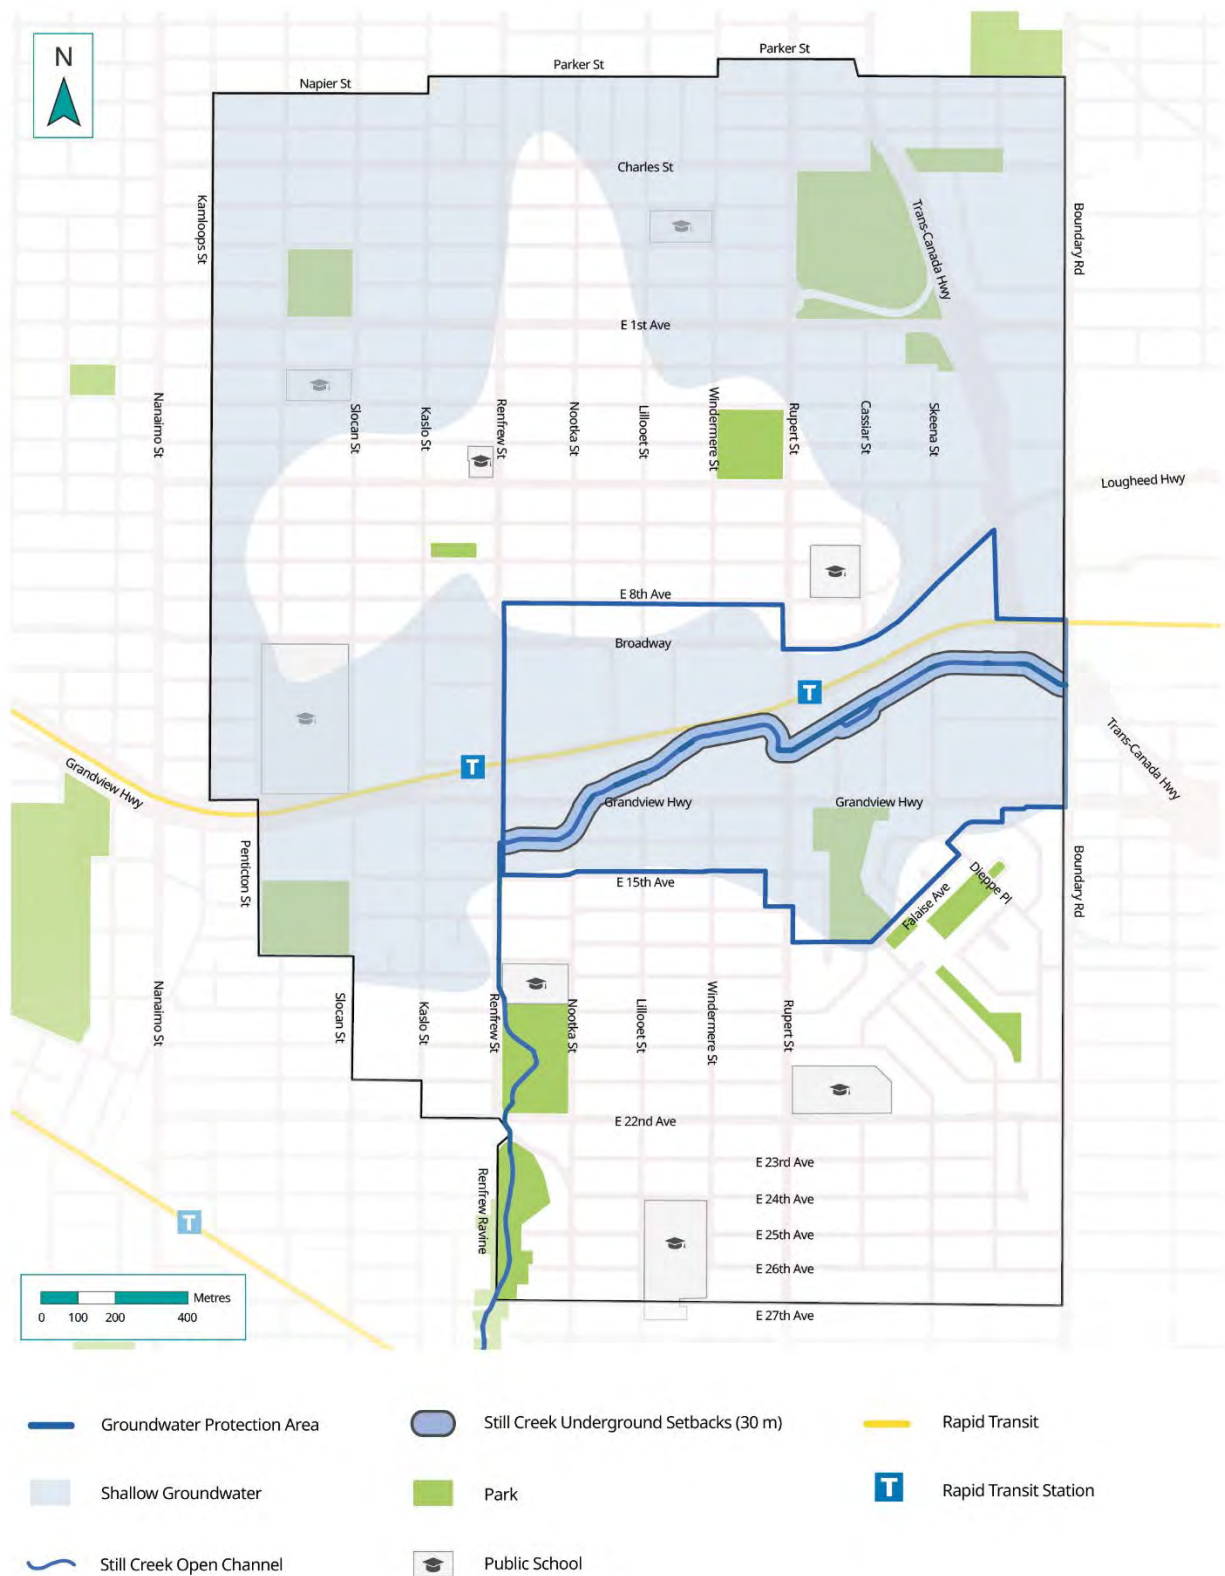 N
Parker St
Parker St
Napier St
Charles St
Kamloops St
Trans-Canada Hwy
Boundary Rd
E 1st Ave
Nanaimo St
Slocan St
Kaslo St
Renfrew St
Nootka St
Lillooet St
Windermere St
Rupert St
Cassiar St
Skeena St
Lougheed Hwy
E 8th Ave
Broadway
T
T
Grandview Hwy
Trans-Canada Hwy
Grandview Hwy
Grandview Hwy
Penticton St
E 15th Ave
Boundary Rd
Dieppe Pl
Falaise Ave
Nanaimo St
Slocan St
Kaslo St
Renfrew St
Nootka St
Lillooet St
Windermere St
Rupert St
E 22nd Ave
E 23rd Ave
Renfrew Ravine
E 24th Ave
T
E 25th Ave
E 26th Ave
Metres
0 100 200 400
E 27th Ave
Groundwater Protection Area
Still Creek Underground Setbacks (30 m)
Rapid Transit
Shallow Groundwater
Park
T Rapid Transit Station
Still Creek Open Channel
Public School